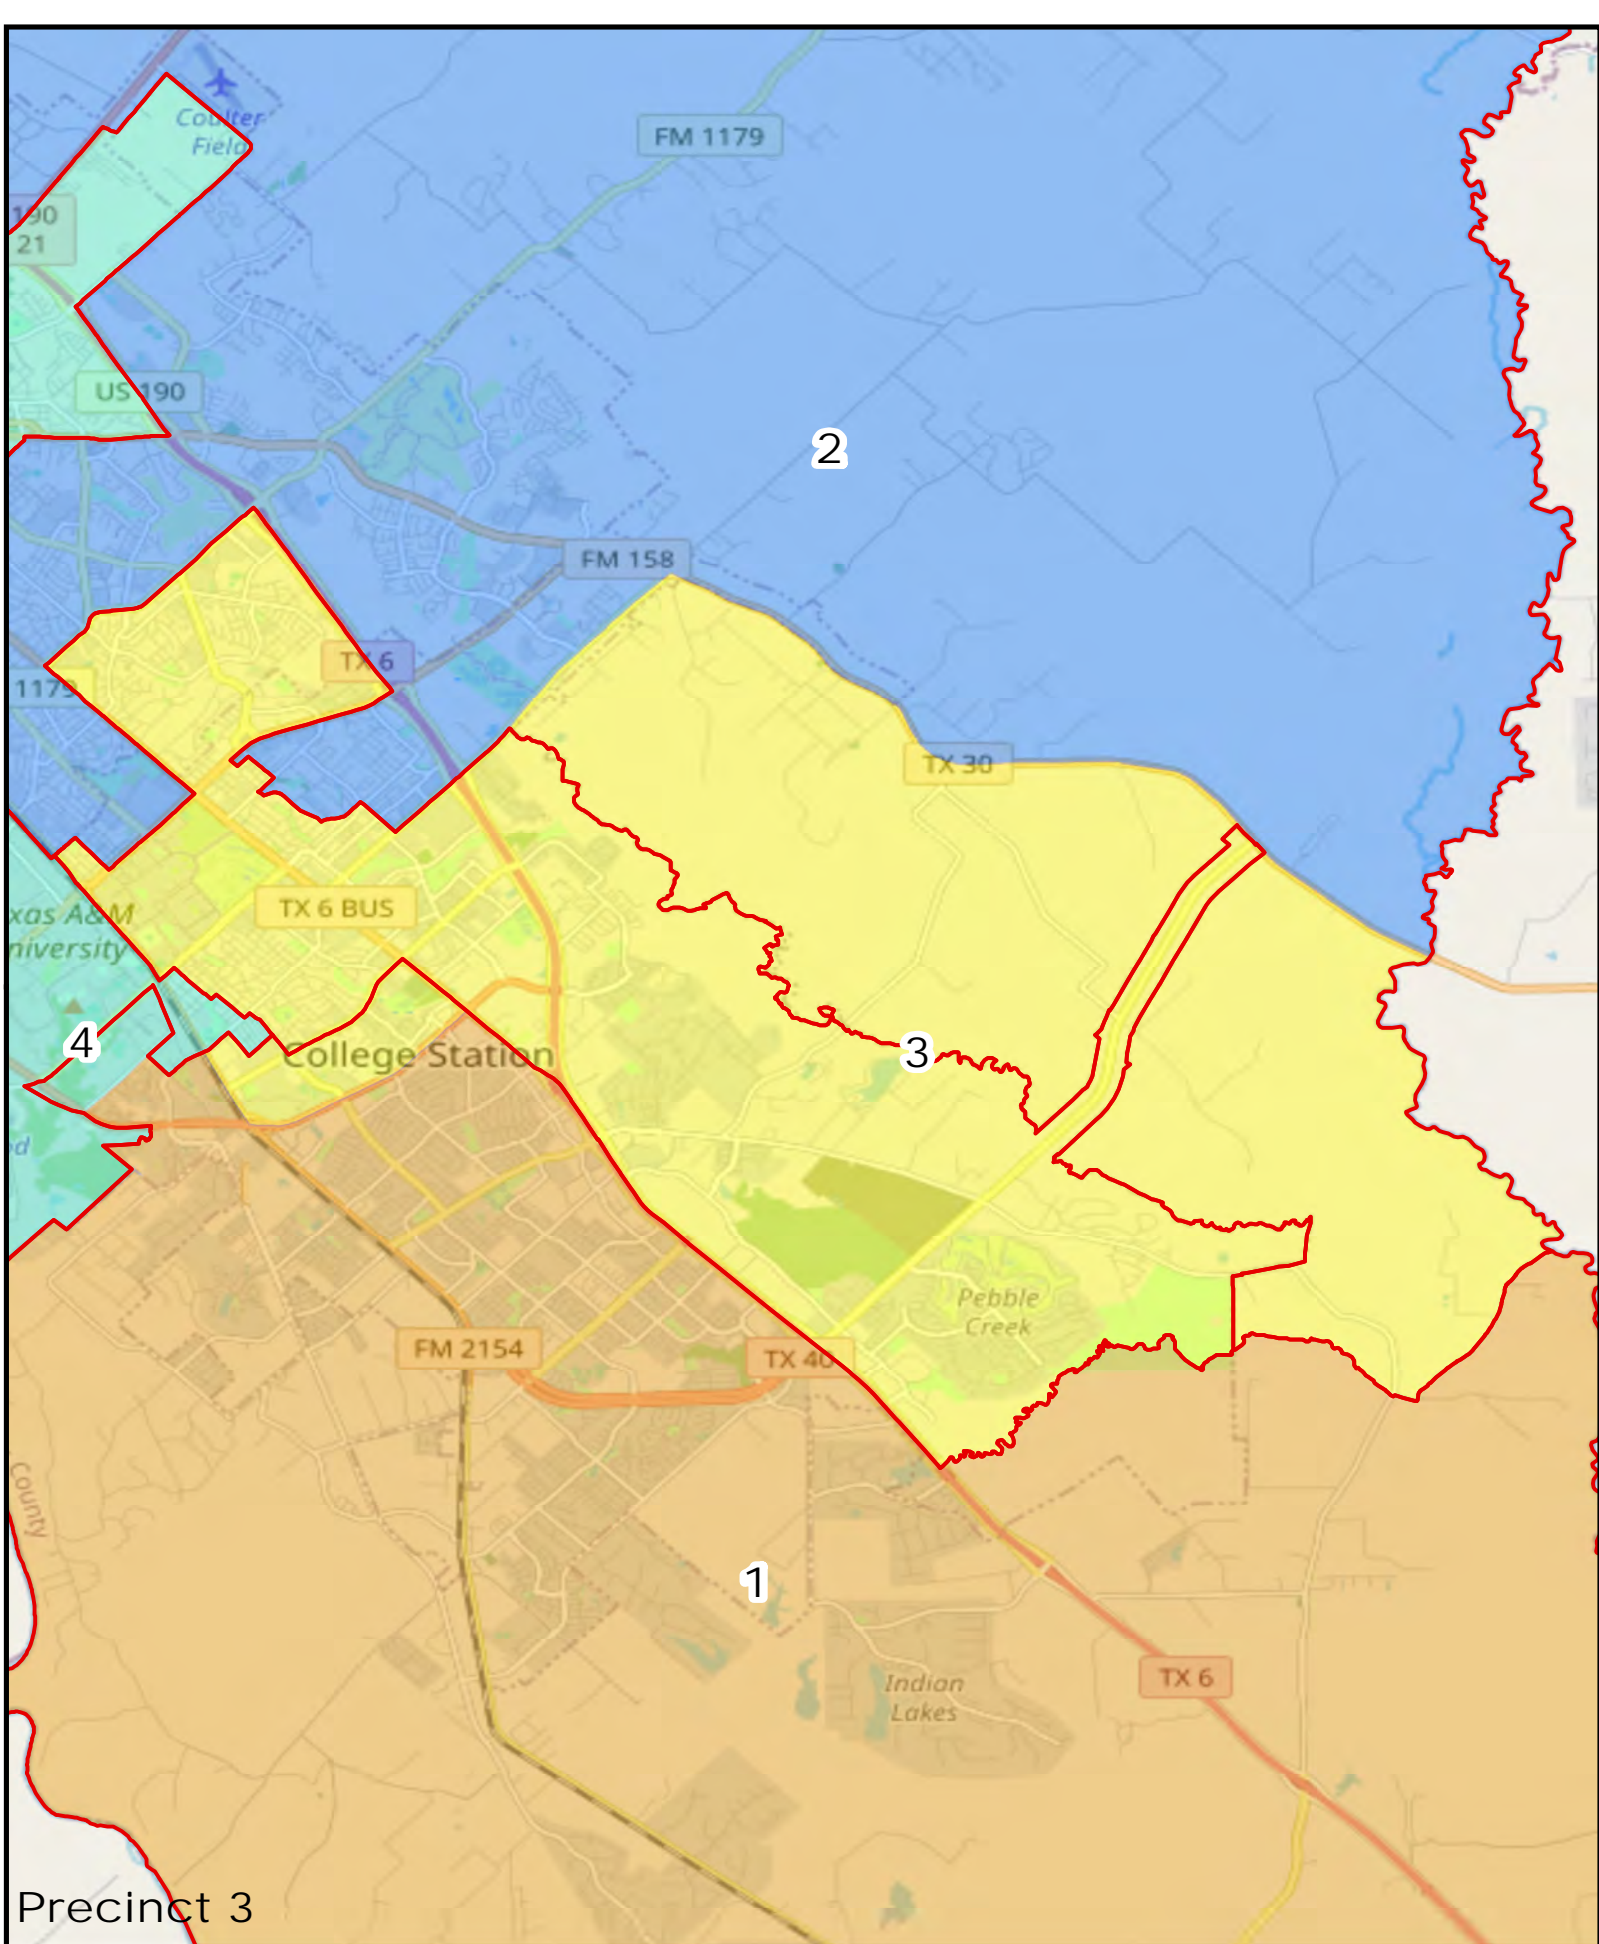 Coulter
Field
FM 1179
190
21
US 190
2
FM 158
TX 6
1179
TX 30
TX 6 BUS
xas A&M
niversity
4
3
College Station
od
Pebble
Creek
FM 2154
TX 40
County
1
TX 6
Indian
Lakes
Precinct 3